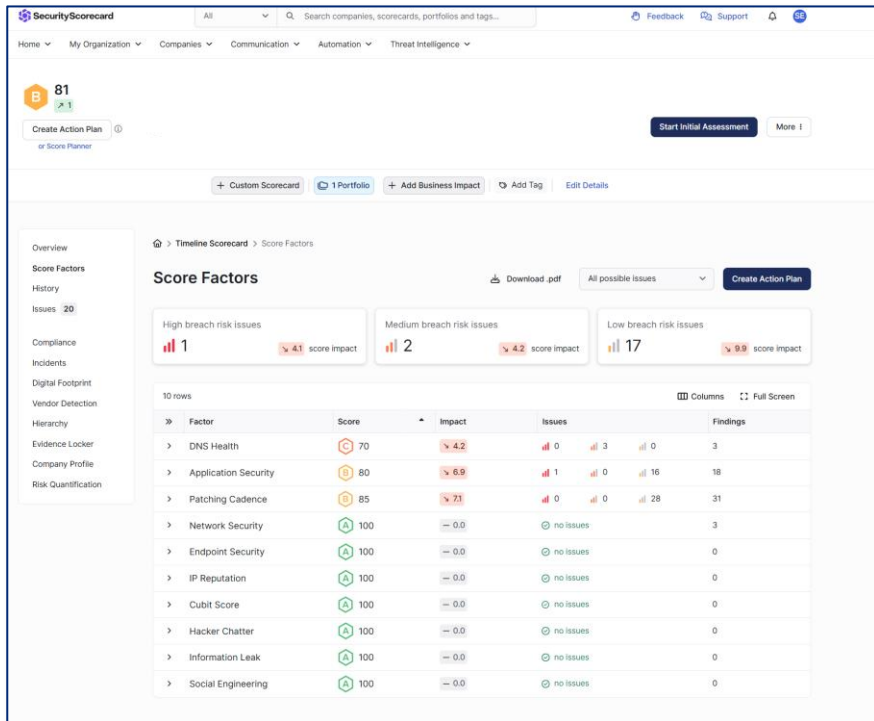 SecurityScorecard All Search companies, scorecards, portfolios and tags... Feedback Support SE
Home My Organization Companies Communication Automation Threat Intelligence
B 81
1
Create Action Plan
or Score Planner
Start Initial Assessment More
+ Custom Scorecard 1 Portfolio + Add Business Impact Add Tag Edit Details
Overview
Score Factors
History
Issues 20
Compliance
Incidents
Digital Footprint
Vendor Detection
Hierarchy
Evidence Locker
Company Profile
Risk Quantification
> Timeline Scorecard > Score Factors
Score Factors Download .pdf All possible issues Create Action Plan
High breach risk issues
1 4.1 score impact
Medium breach risk issues
2 4.2 score impact
Low breach risk issues
17 9.9 score impact
10 rows Columns Full Screen
Factor Score Impact Issues Findings
DNS Health C 70 4.2 0 3 0 3
Application Security B 80 6.9 1 0 16 18
Patching Cadence B 85 7.1 0 0 28 31
Network Security A 100 — 0.0 no issues 3
Endpoint Security A 100 — 0.0 no issues 0
IP Reputation A 100 — 0.0 no issues 0
Cubit Score A 100 — 0.0 no issues 0
Hacker Chatter A 100 — 0.0 no issues 0
Information Leak A 100 — 0.0 no issues 0
Social Engineering A 100 — 0.0 no issues 0